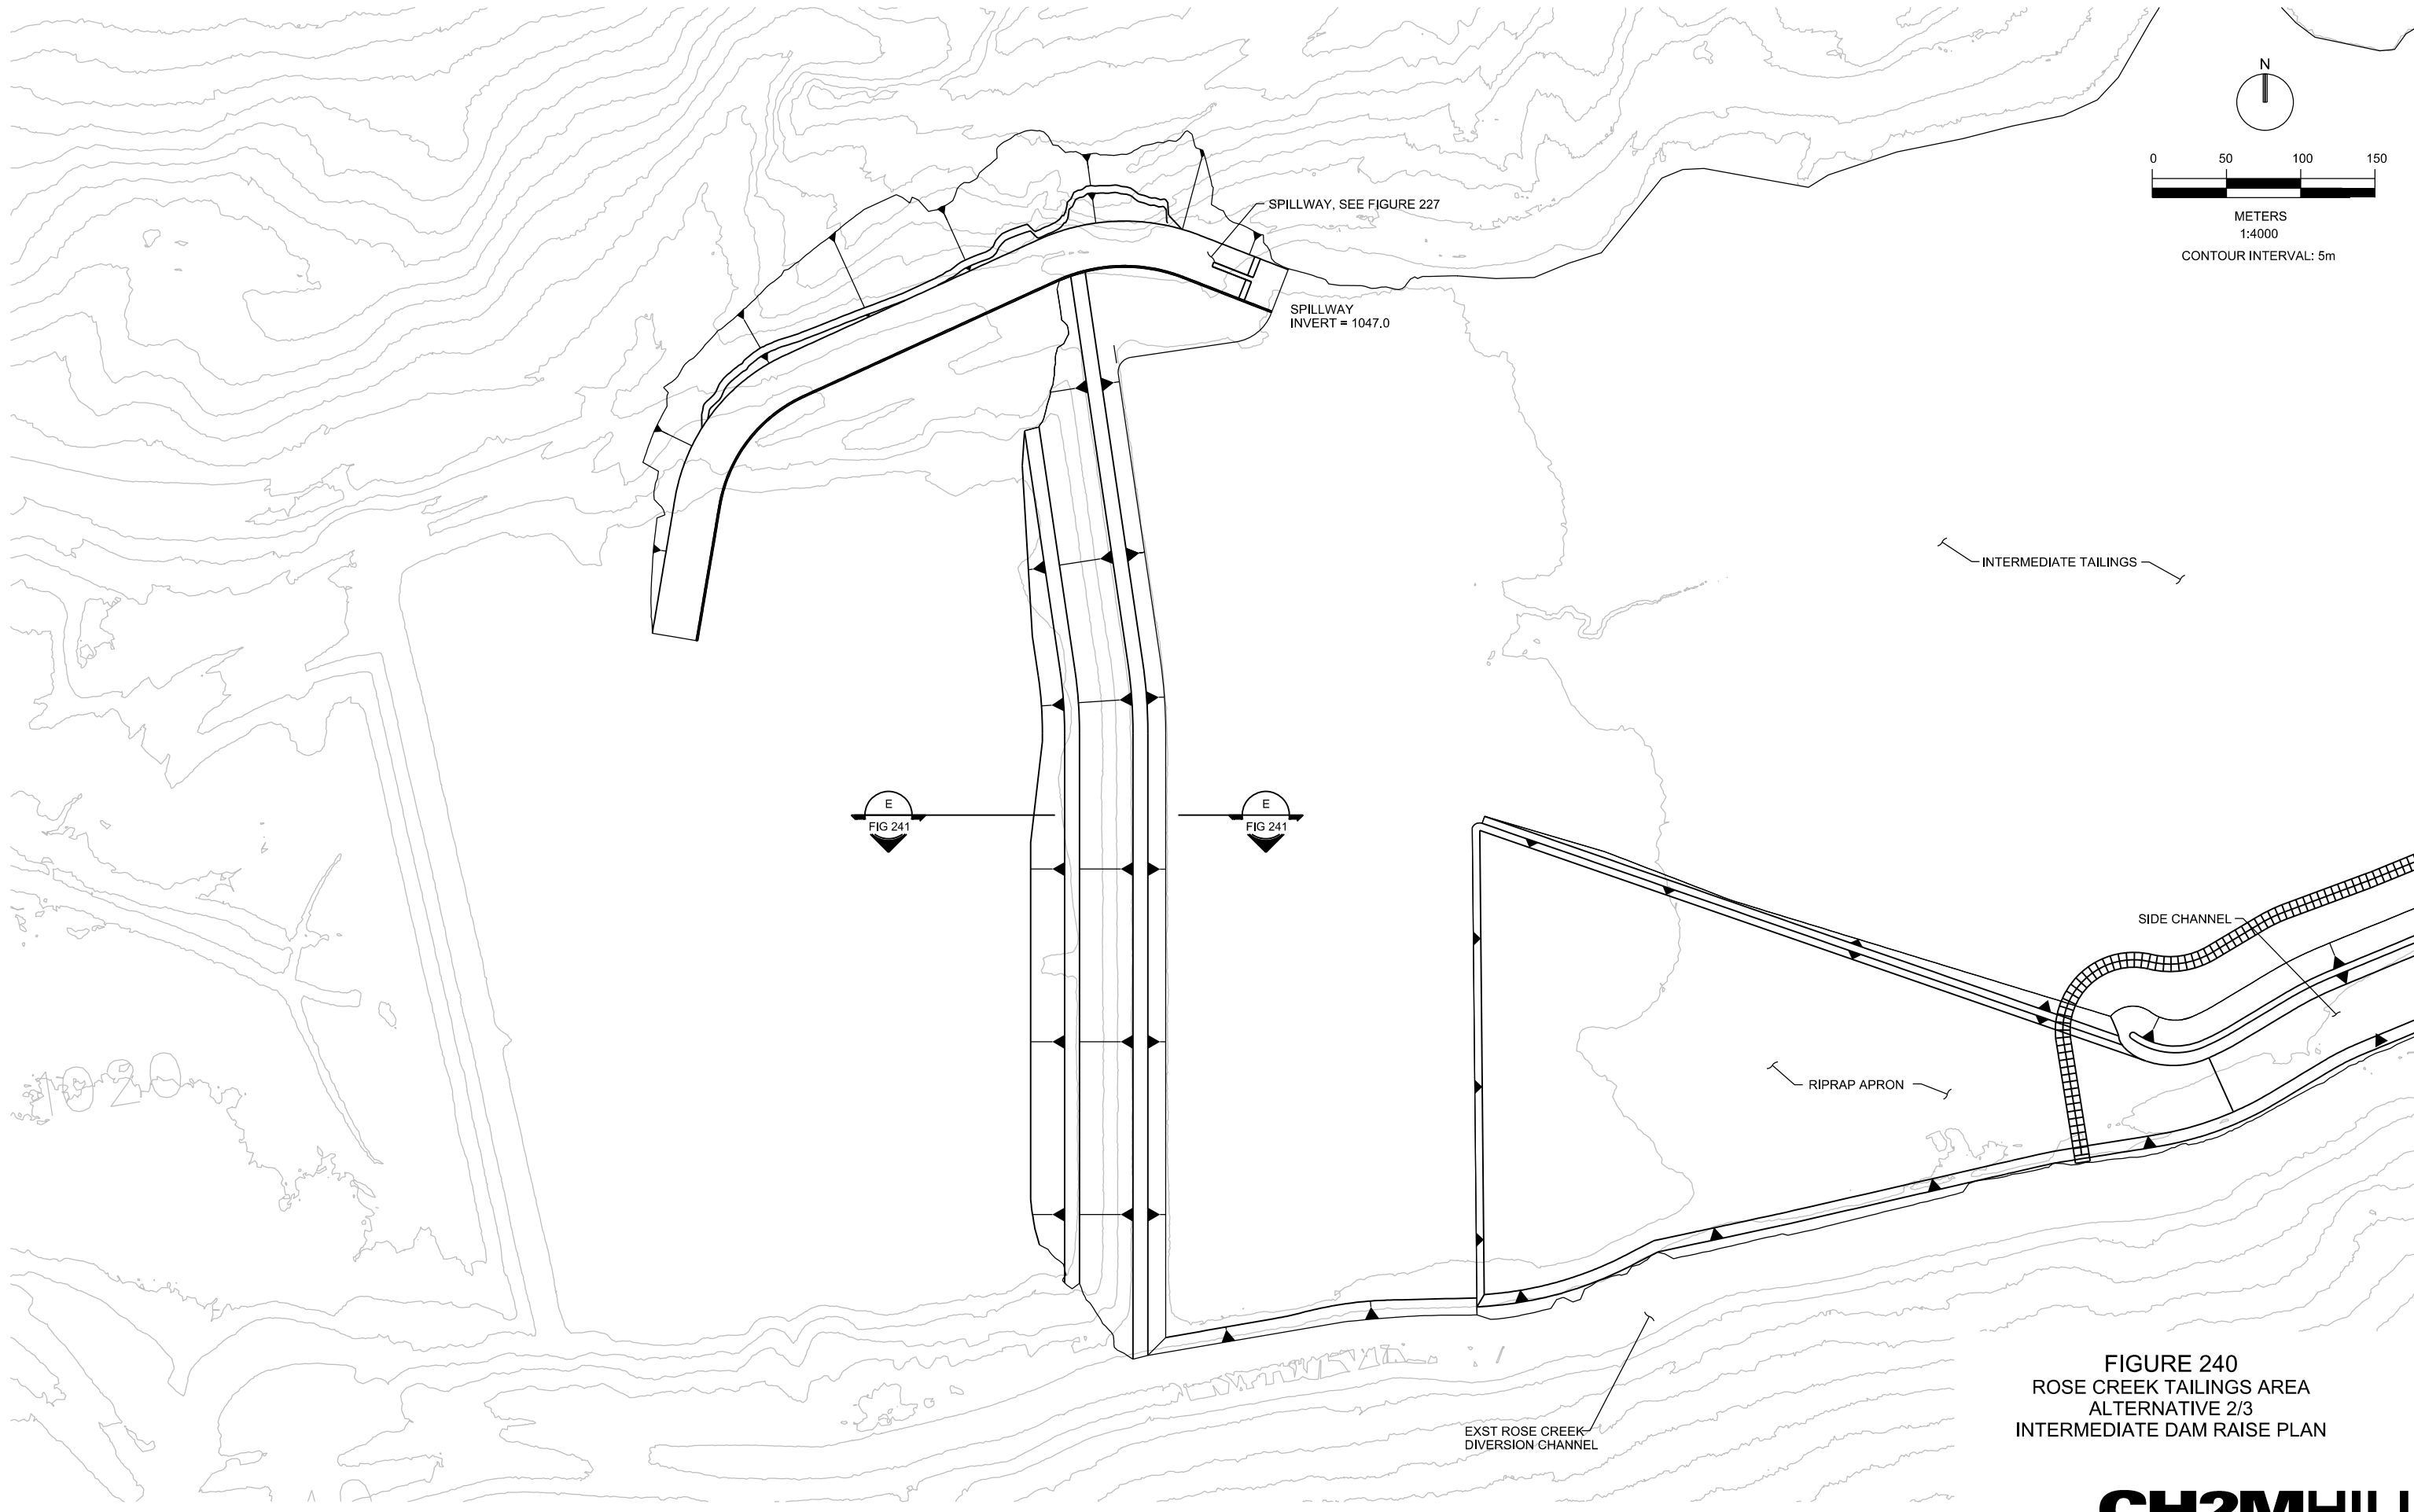 N
0 50 100 150
METERS
1:4000
CONTOUR INTERVAL: 5m
SPILLWAY, SEE FIGURE 227
SPILLWAY
INVERT = 1047.0
INTERMEDIATE TAILINGS
E
FIG 241
E
FIG 241
SIDE CHANNEL
RIPRAP APRON
1020
EXST ROSE CREEK
DIVERSION CHANNEL
FIGURE 240
ROSE CREEK TAILINGS AREA
ALTERNATIVE 2/3
INTERMEDIATE DAM RAISE PLAN
CH2MHILL